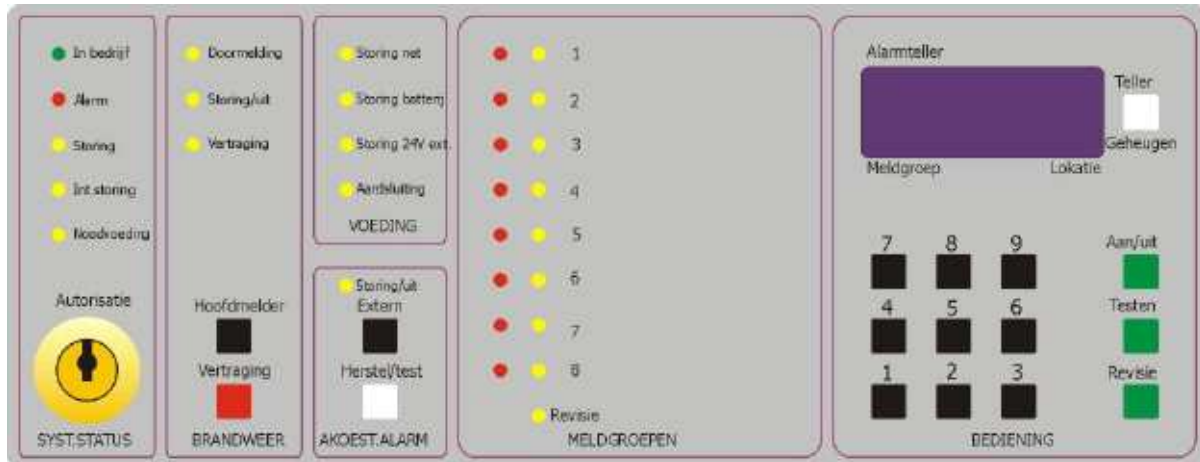 In bedrijf
Alarm
Storing
Int.storing
Noodvoeding
Autorisatie
SYST.STATUS
Doormelding
Storing/uit
Vertraging
Hoofdmelder
Vertraging
BRANDWEER
Storing net
Storing batterij
Storing 24V ext.
Aardsluiting
VOEDING
Storing/uit
Extern
Herstel/test
AKOEST.ALARM
1
2
3
4
5
6
7
8
Revisie
MELDGROEPEN
Alarmteller
Teller
Geheugen
Meldgroep Lokatie
7 8 9 Aan/uit
4 5 6 Testen
1 2 3 Revisie
BEDIENING